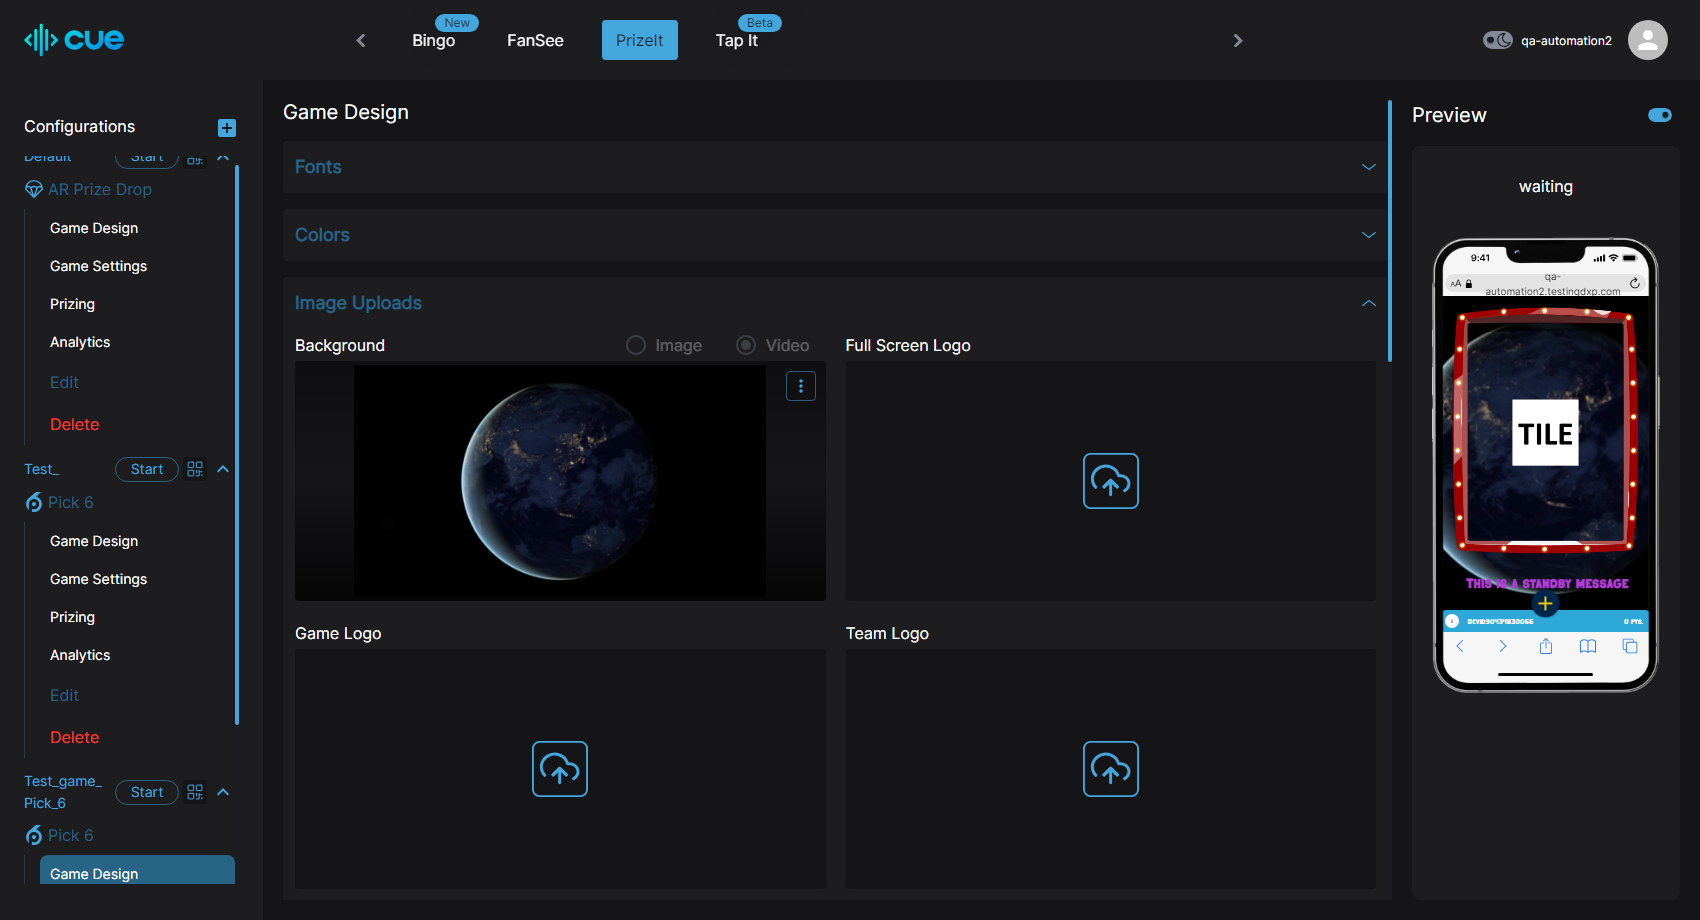 cue
New
Bingo
FanSee
PrizeIt
Beta
Tap It
qa-automation2
Configurations
Default
Start
AR Prize Drop
Game Design
Game Settings
Prizing
Analytics
Edit
Delete
Test_
Start
Pick 6
Game Design
Game Settings
Prizing
Analytics
Edit
Delete
Test_game_
Pick_6
Start
Pick 6
Game Design
Game Design
Fonts
Colors
Image Uploads
Background
Image
Video
Full Screen Logo
Game Logo
Team Logo
Preview
waiting
9:41
AA
qa-
automation2.testingdxp.com
TILE
THIS IS A STANDBY MESSAGE
0 PTS.